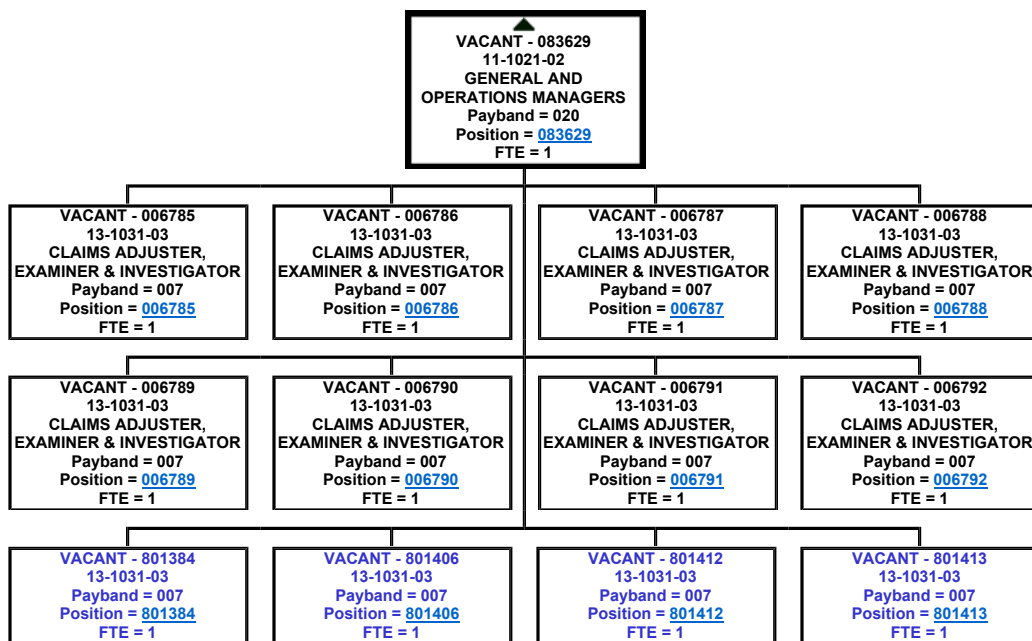 VACANT - 083629
11-1021-02
GENERAL AND
OPERATIONS MANAGERS
Payband = 020
Position = 083629
FTE = 1
VACANT - 006785
13-1031-03
CLAIMS ADJUSTER,
EXAMINER & INVESTIGATOR
Payband = 007
Position = 006785
FTE = 1
VACANT - 006786
13-1031-03
CLAIMS ADJUSTER,
EXAMINER & INVESTIGATOR
Payband = 007
Position = 006786
FTE = 1
VACANT - 006787
13-1031-03
CLAIMS ADJUSTER,
EXAMINER & INVESTIGATOR
Payband = 007
Position = 006787
FTE = 1
VACANT - 006788
13-1031-03
CLAIMS ADJUSTER,
EXAMINER & INVESTIGATOR
Payband = 007
Position = 006788
FTE = 1
VACANT - 006789
13-1031-03
CLAIMS ADJUSTER,
EXAMINER & INVESTIGATOR
Payband = 007
Position = 006789
FTE = 1
VACANT - 006790
13-1031-03
CLAIMS ADJUSTER,
EXAMINER & INVESTIGATOR
Payband = 007
Position = 006790
FTE = 1
VACANT - 006791
13-1031-03
CLAIMS ADJUSTER,
EXAMINER & INVESTIGATOR
Payband = 007
Position = 006791
FTE = 1
VACANT - 006792
13-1031-03
CLAIMS ADJUSTER,
EXAMINER & INVESTIGATOR
Payband = 007
Position = 006792
FTE = 1
VACANT - 801384
13-1031-03
Payband = 007
Position = 801384
FTE = 1
VACANT - 801406
13-1031-03
Payband = 007
Position = 801406
FTE = 1
VACANT - 801412
13-1031-03
Payband = 007
Position = 801412
FTE = 1
VACANT - 801413
13-1031-03
Payband = 007
Position = 801413
FTE = 1